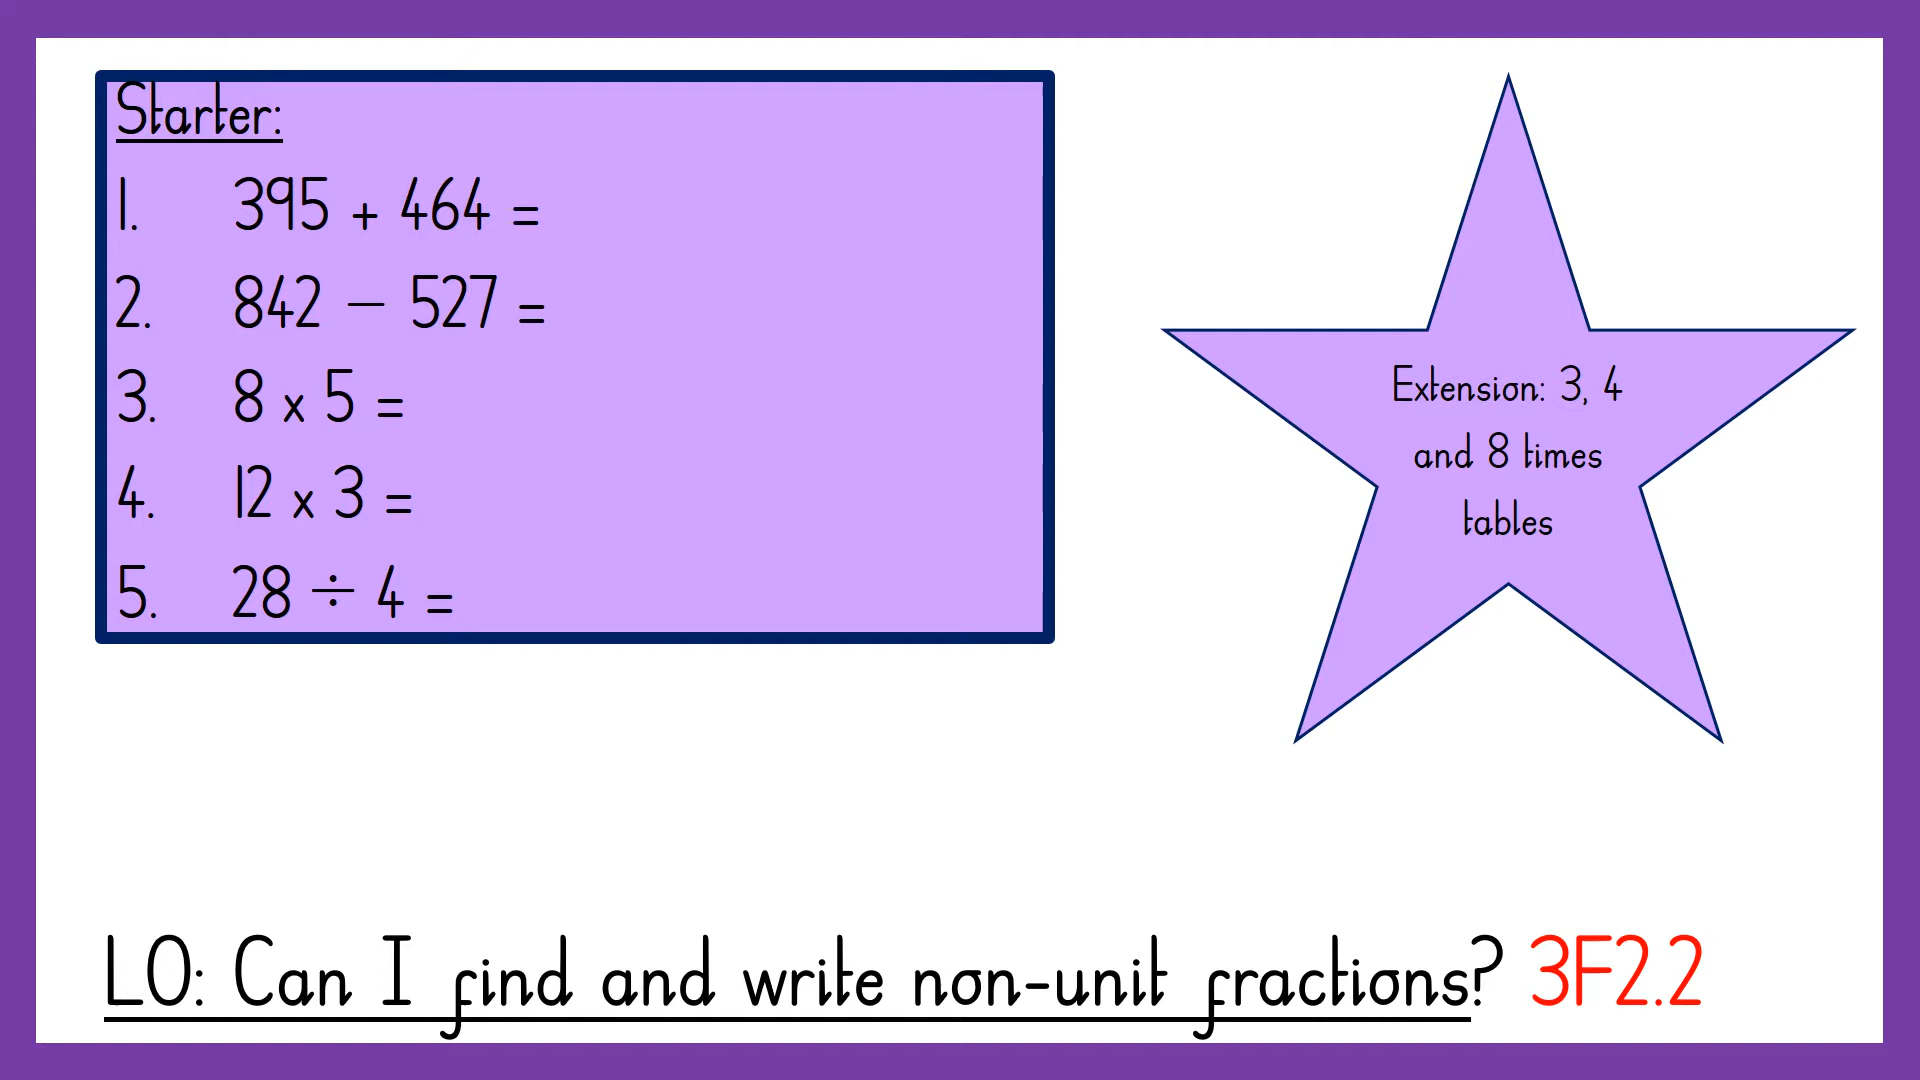 Starter:
1. 395 + 464 =
2. 842 – 527 =
3. 8 x 5 =
4. 12 x 3 =
5. 28 ÷ 4 =
Extension: 3, 4
and 8 times
tables
LO: Can I find and write non-unit fractions? 3F2.2